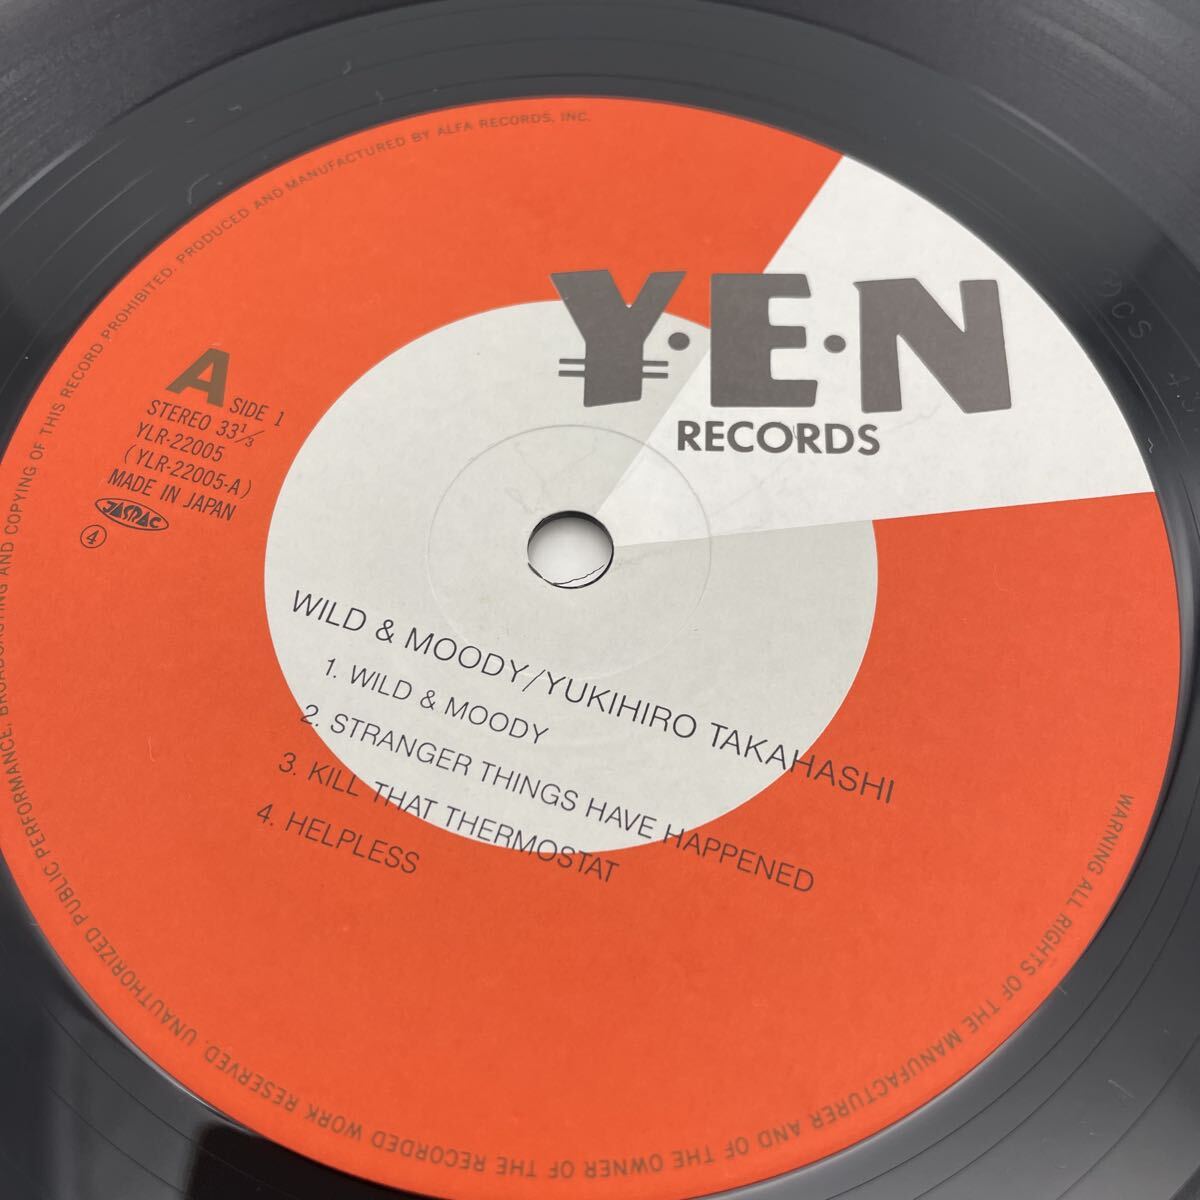 Y·E·N
RECORDS
A SIDE 1
STEREO 33 1/3
YLR-22005
(YLR-22005-A)
MADE IN JAPAN
JASRAC
④
WILD & MOODY/YUKIHIRO TAKAHASHI
1. WILD & MOODY
2. STRANGER THINGS HAVE HAPPENED
3. KILL THAT THERMOSTAT
4. HELPLESS
WARNING ALL RIGHTS OF THE MANUFACTURER AND OF THE OWNER OF THE RECORDED WORK RESERVED. UNAUTHORIZED PUBLIC PERFORMANCE, BROADCASTING AND COPYING OF THIS RECORD PROHIBITED. PRODUCED AND MANUFACTURED BY ALFA RECORDS, INC.